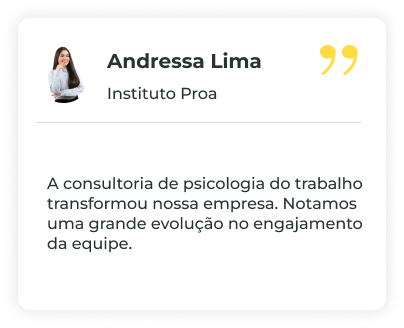 Andressa Lima
Instituto Proa
A consultoria de psicologia do trabalho
transformou nossa empresa. Notamos
uma grande evolução no engajamento
da equipe.